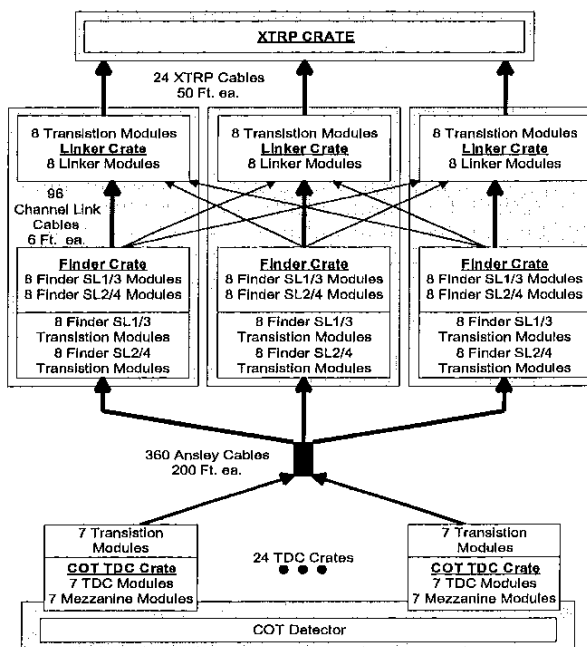 XTRP CRATE
24 XTRP Cables
50 Ft. ea.
8 Transistion Modules
Linker Crate
8 Linker Modules
8 Transistion Modules
Linker Crate
8 Linker Modules
8 Transistion Modules
Linker Crate
8 Linker Modules
96
Channel Link
Cables
6 Ft. ea.
Finder Crate
8 Finder SL1/3 Modules
8 Finder SL2/4 Modules
8 Finder SL1/3
Transistion Modules
8 Finder SL2/4
Transistion Modules
Finder Crate
8 Finder SL1/3 Modules
8 Finder SL2/4 Modules
8 Finder SL1/3
Transistion Modules
8 Finder SL2/4
Transistion Modules
Finder Crate
8 Finder SL1/3 Modules
8 Finder SL2/4 Modules
8 Finder SL1/3
Transistion Modules
8 Finder SL2/4
Transistion Modules
360 Ansley Cables
200 Ft. ea.
7 Transistion
Modules
COT TDC Crate
7 TDC Modules
7 Mezzanine Modules
24 TDC Crates
7 Transistion
Modules
COT TDC Crate
7 TDC Modules
7 Mezzanine Modules
COT Detector